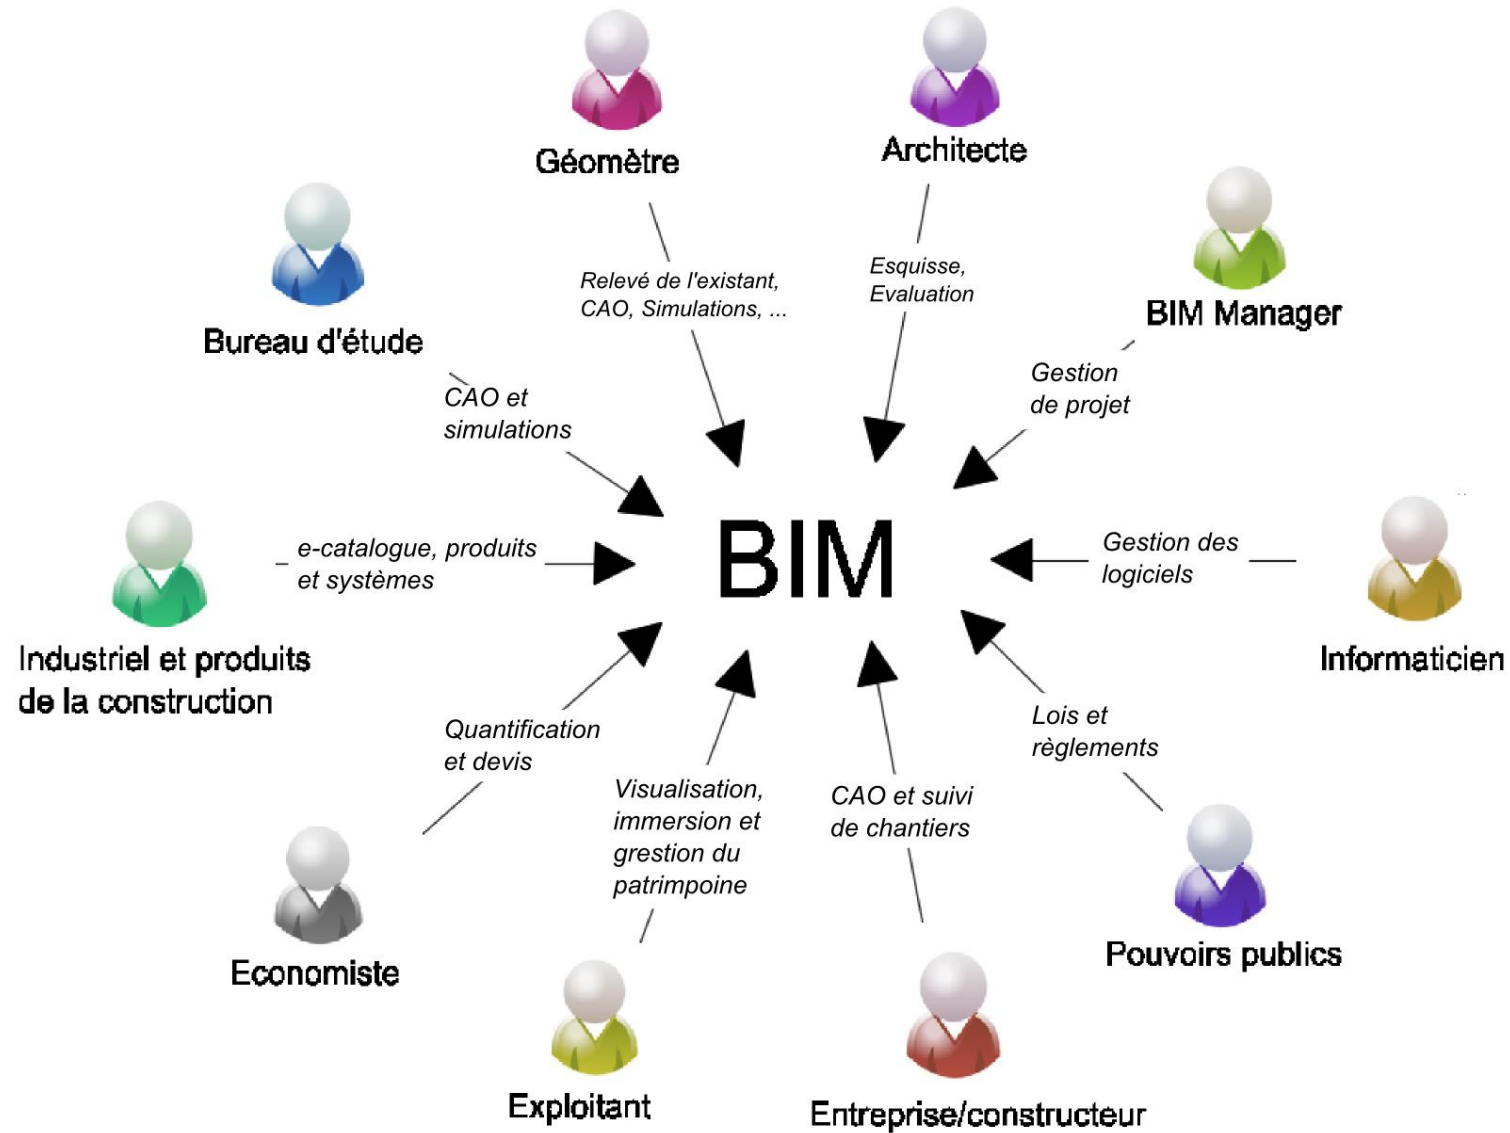 Géomètre
Architecte
BIM Manager
Bureau d'étude
Relevé de l'existant,
CAO, Simulations, ...
Esquisse,
Evaluation
Gestion
de projet
CAO et
simulations
e-catalogue, produits
et systèmes
BIM
Gestion des
logiciels
Industriel et produits
de la construction
Informaticien
Quantification
et devis
Lois et
règlements
Visualisation,
immersion et
grestion du
patrimpoine
CAO et suivi
de chantiers
Economiste
Pouvoirs publics
Exploitant
Entreprise/constructeur